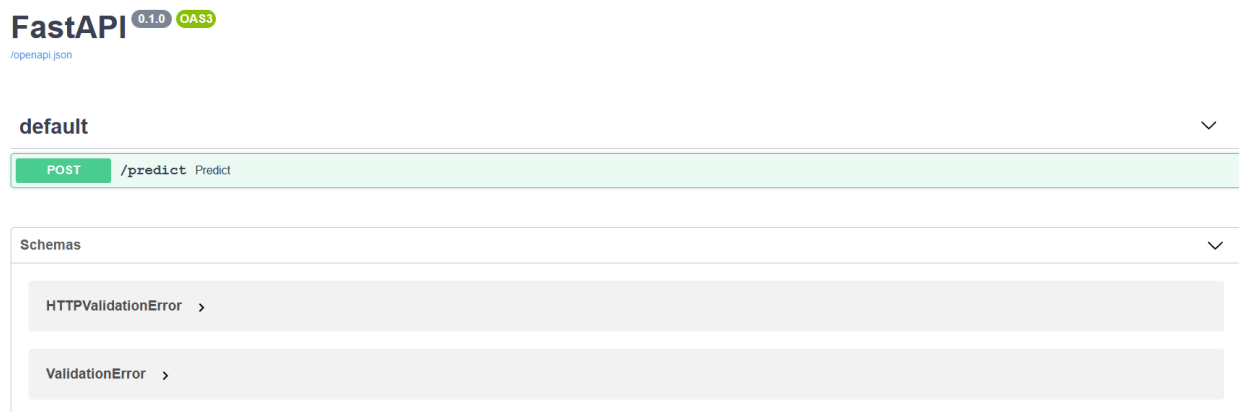 FastAPI 0.1.0 OAS3
/openapi.json
default
POST /predict Predict
Schemas
HTTPValidationError
ValidationError